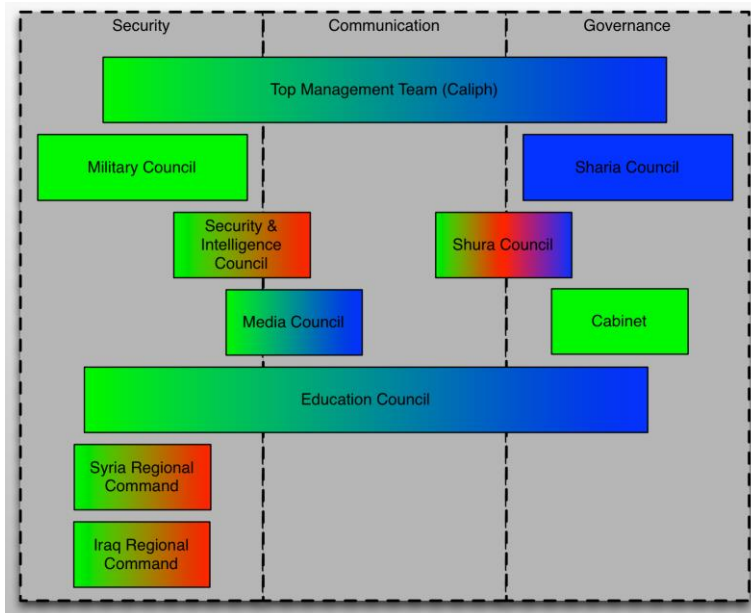 Security
Communication
Governance
Top Management Team (Caliph)
Military Council
Sharia Council
Security &
Intelligence
Council
Shura Council
Media Council
Cabinet
Education Council
Syria Regional
Command
Iraq Regional
Command